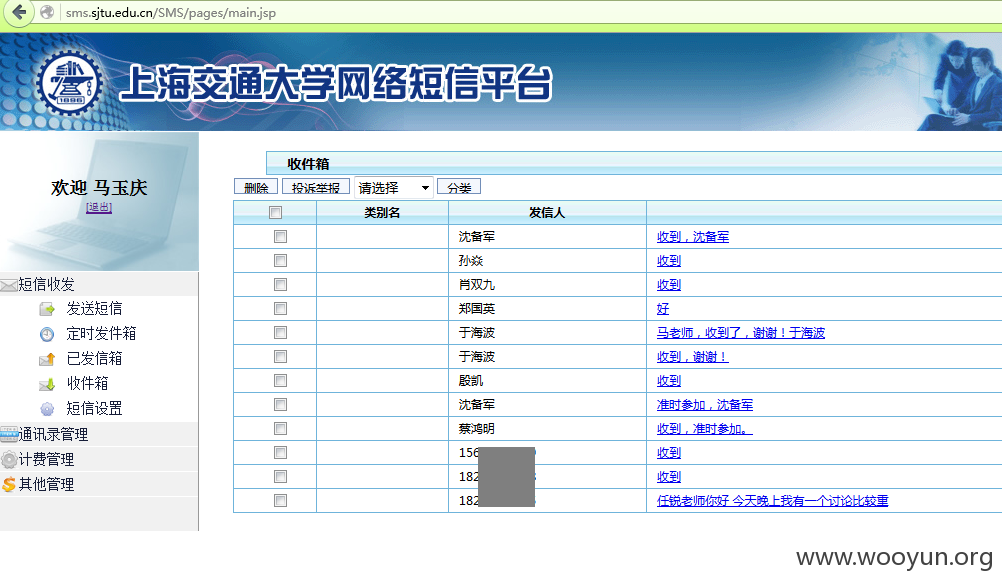 sms.sjtu.edu.cn/SMS/pages/main.jsp
上海交通大学网络短信平台
1896
欢迎 马玉庆
[退出]
短信收发
发送短信
定时发件箱
已发信箱
收件箱
短信设置
通讯录管理
计费管理
其他管理
收件箱
删除 投诉举报 请选择 分类
类别名 发信人
沈备军 收到，沈备军
孙焱 收到
肖双九 收到
郑国英 好
于海波 马老师，收到了，谢谢！于海波
于海波 收到，谢谢！
殷凯 收到
沈备军 准时参加，沈备军
蔡鸿明 收到，准时参加。
156 收到
182 收到
182 任锐老师你好 今天晚上我有一个讨论比较重
www.wooyun.org